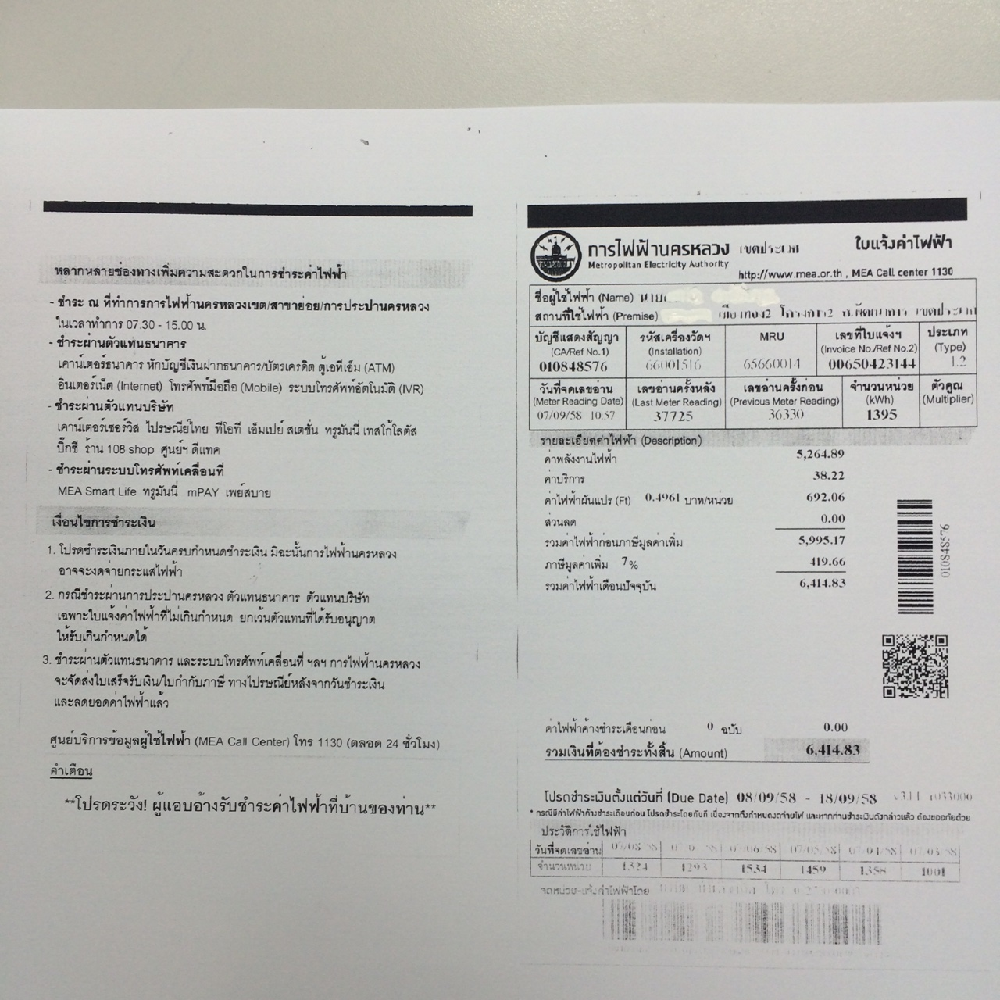 หลากหลายช่องทางเพิ่มความสะดวกในการชำระค่าไฟฟ้า
- ชำระ ณ ที่ทำการการไฟฟ้านครหลวงเขต/สาขาย่อย/การประปานครหลวง
ในเวลาทำการ 07.30 - 15.00 น.
- ชำระผ่านตัวแทนธนาคาร
เคาน์เตอร์ธนาคาร หักบัญชีเงินฝากธนาคาร/บัตรเครดิต ตู้เอทีเอ็ม (ATM)
อินเตอร์เน็ต (Internet) โทรศัพท์มือถือ (Mobile) ระบบโทรศัพท์อัตโนมัติ (IVR)
- ชำระผ่านตัวแทนบริษัท
เคาน์เตอร์เซอร์วิส ไปรษณีย์ไทย ทีโอที เอ็มเปย์ สเตชั่น ทรูมันนี่ เทสโก้โลตัส
บิ๊กซี ร้าน 108 shop ศูนย์ฯ ดีแทค
- ชำระผ่านระบบโทรศัพท์เคลื่อนที่
MEA Smart Life ทรูมันนี่ mPAY เพย์สบาย
เงื่อนไขการชำระเงิน
1. โปรดชำระเงินภายในวันครบกำหนดชำระเงิน มิฉะนั้นการไฟฟ้านครหลวง
อาจจะงดจ่ายกระแสไฟฟ้า
2. กรณีชำระผ่านการประปานครหลวง ตัวแทนธนาคาร ตัวแทนบริษัท
เฉพาะใบแจ้งค่าไฟฟ้าที่ไม่เกินกำหนด ยกเว้นตัวแทนที่ได้รับอนุญาต
ให้รับเกินกำหนดได้
3. ชำระผ่านตัวแทนธนาคาร และระบบโทรศัพท์เคลื่อนที่ ฯลฯ การไฟฟ้านครหลวง
จะจัดส่งใบเสร็จรับเงิน/ใบกำกับภาษี ทางไปรษณีย์หลังจากวันชำระเงิน
และลดยอดค่าไฟฟ้าแล้ว
ศูนย์บริการข้อมูลผู้ใช้ไฟฟ้า (MEA Call Center) โทร 1130 (ตลอด 24 ชั่วโมง)
คำเตือน
**โปรดระวัง! ผู้แอบอ้างรับชำระค่าไฟฟ้าที่บ้านของท่าน**
การไฟฟ้านครหลวง เขตประเวศ ใบแจ้งค่าไฟฟ้า
Metropolitan Electricity Authority
http://www.mea.or.th , MEA Call center 1130
ชื่อผู้ใช้ไฟฟ้า (Name)
สถานที่ใช้ไฟฟ้า (Premise) เมืองทอง2 โครงการ2 ถ.พัฒนาการ เขตประเวศ
บัญชีแสดงสัญญา รหัสเครื่องวัดฯ MRU เลขที่ใบแจ้งฯ ประเภท
(CA/Ref No.1) (Installation) (Invoice No./Ref No.2) (Type)
010848576 66001516 65660014 00650423144 1.2
วันที่จดเลขอ่าน เลขอ่านครั้งหลัง เลขอ่านครั้งก่อน จำนวนหน่วย ตัวคูณ
(Meter Reading Date) (Last Meter Reading) (Previous Meter Reading) (kWh) (Multiplier)
07/09/58 10:57 37725 36330 1395
รายละเอียดค่าไฟฟ้า (Description)
ค่าพลังงานไฟฟ้า 5,264.89
ค่าบริการ 38.22
ค่าไฟฟ้าผันแปร (Ft) 0.4961 บาท/หน่วย 692.06
ส่วนลด 0.00
รวมค่าไฟฟ้าก่อนภาษีมูลค่าเพิ่ม 5,995.17
ภาษีมูลค่าเพิ่ม 7% 419.66
รวมค่าไฟฟ้าเดือนปัจจุบัน 6,414.83
010848576
ค่าไฟฟ้าค้างชำระเดือนก่อน 0 ฉบับ 0.00
รวมเงินที่ต้องชำระทั้งสิ้น (Amount) 6,414.83
โปรดชำระเงินตั้งแต่วันที่ (Due Date) 08/09/58 - 18/09/58
* กรณีมีค่าไฟฟ้าค้างชำระเดือนก่อน โปรดชำระโดยทันที เนื่องจากถึงกำหนดงดจ่ายไฟ และหากท่านชำระเงินดังกล่าวแล้ว ต้องขออภัยด้วย
ประวัติการใช้ไฟฟ้า
วันที่จดเลขอ่าน 07/08/58 07/06/58 07/05/58 07/04/58 07/03/58
จำนวนหน่วย 1324 1293 1534 1459 1358 1001
จดหน่วย-แจ้งค่าไฟฟ้าโดย